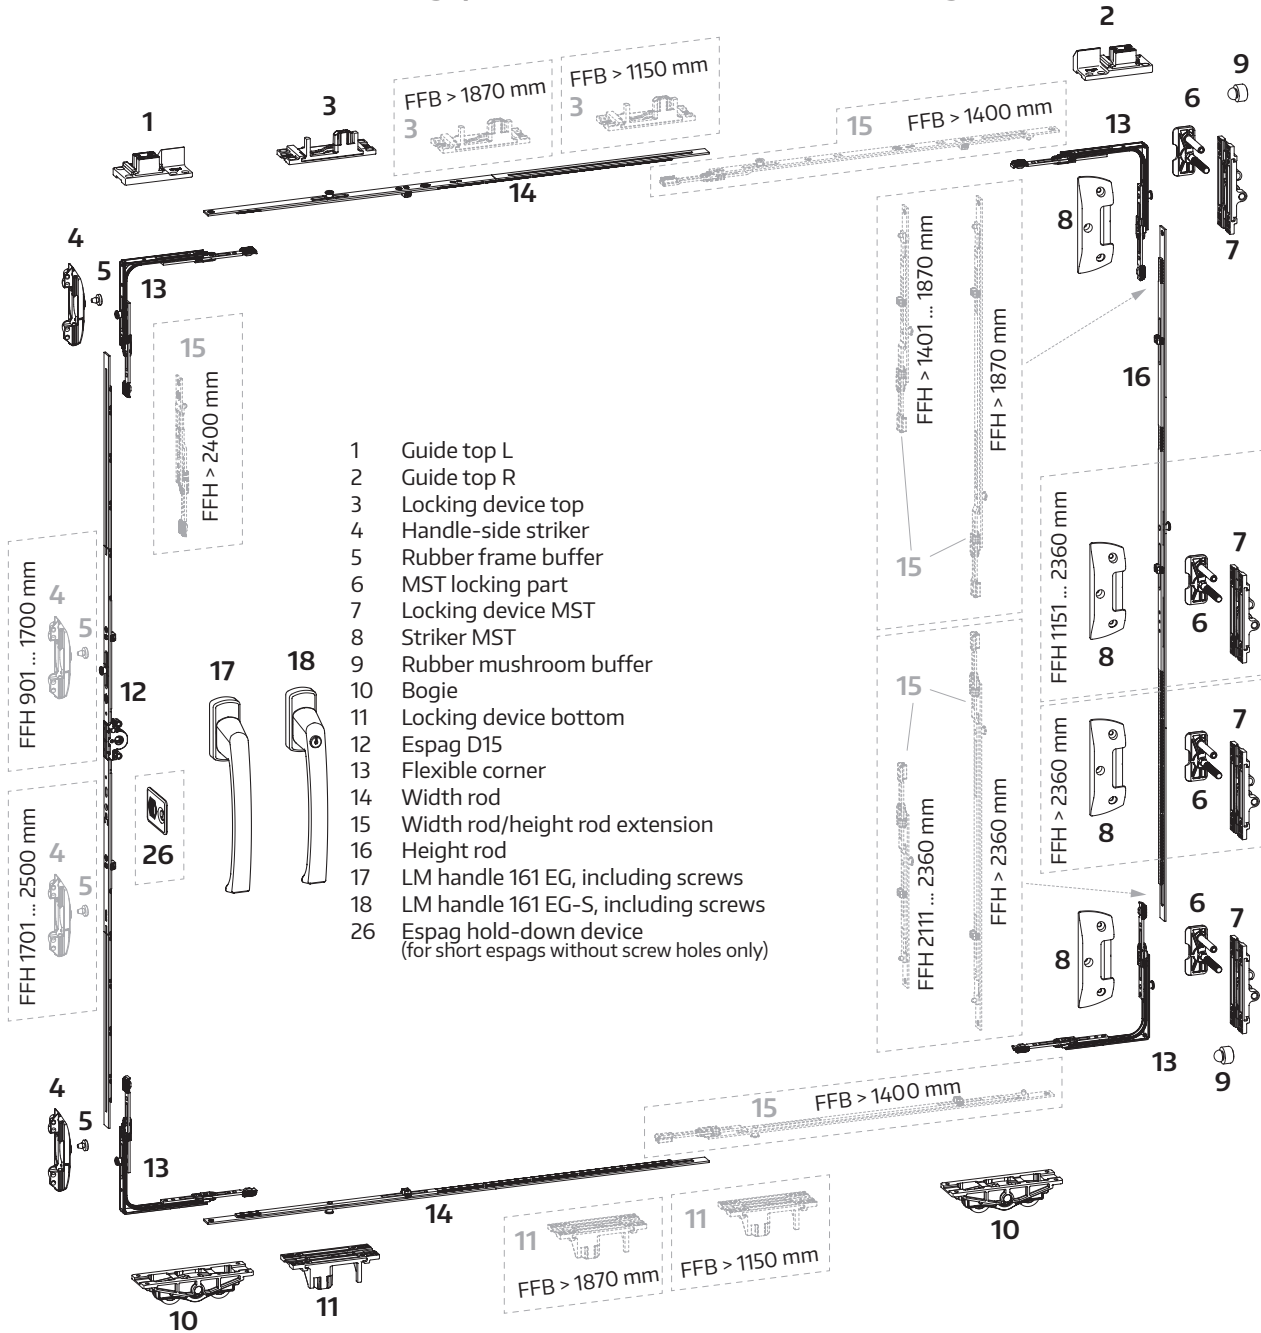 2
9
6
13
FFB > 1870 mm
3
FFB > 1150 mm
3
15
FFB > 1400 mm
1
3
14
8
7
4
5
13
15
FFH > 2400 mm
FFH > 1401 ... 1870 mm
FFH > 1870 mm
15
16
1 Guide top L
2 Guide top R
3 Locking device top
4 Handle-side striker
5 Rubber frame buffer
6 MST locking part
7 Locking device MST
8 Striker MST
9 Rubber mushroom buffer
10 Bogie
11 Locking device bottom
12 Espag D15
13 Flexible corner
14 Width rod
15 Width rod/height rod extension
16 Height rod
17 LM handle 161 EG, including screws
18 LM handle 161 EG-S, including screws
26 Espag hold-down device
(for short espags without screw holes only)
FFH 901 ... 1700 mm
4
5
12
17
18
FFH 1701 ... 2500 mm
4
5
26
FFH 1151 ... 2360 mm
8
6
7
FFH > 2360 mm
8
6
7
15
FFH 2111 ... 2360 mm
FFH > 2360 mm
8
6
7
13
9
4
5
13
15
FFB > 1400 mm
14
11
FFB > 1870 mm
11
FFB > 1150 mm
10
10
11